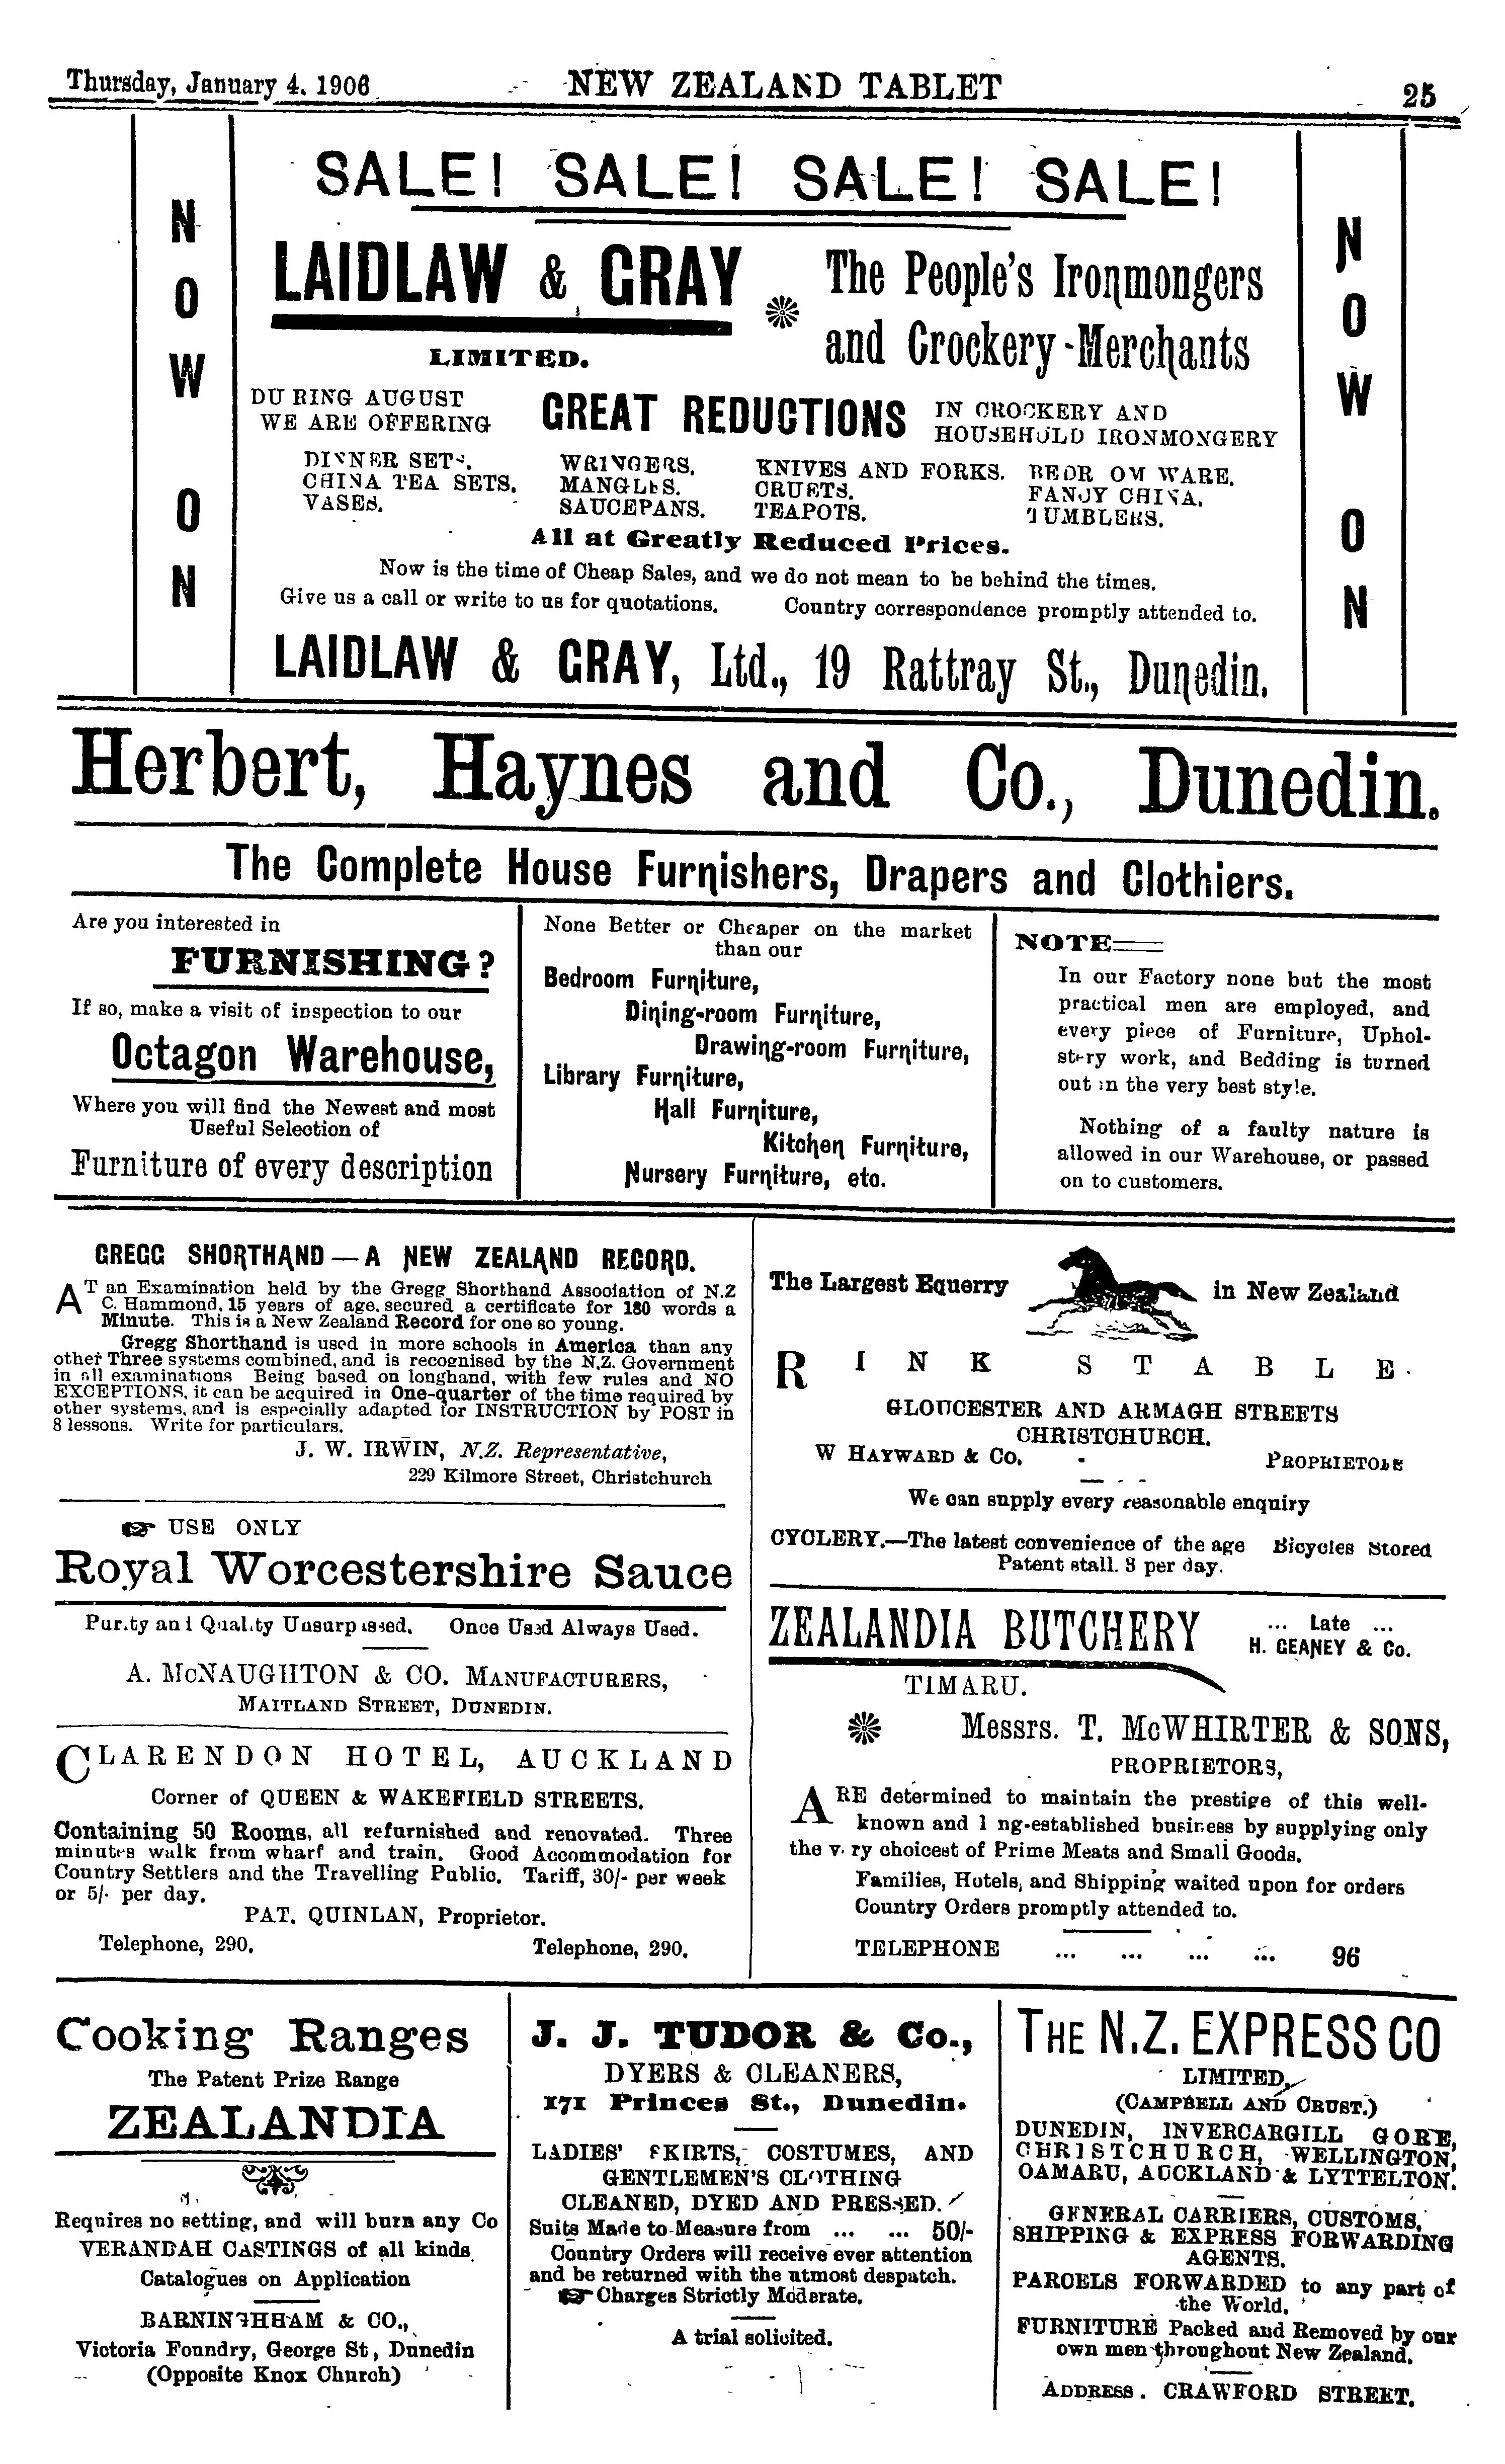 Thursday, January 4, 1906
NEW ZEALAND TABLET
25
NOW ON
SALE! SALE! SALE! SALE!
LAIDLAW & GRAY
LIMITED.
The People's Ironmongers
and Crockery-Merchants
DURING AUGUST
WE ARE OFFERING
GREAT REDUCTIONS
IN CROCKERY AND
HOUSEHOLD IRONMONGERY
DINNER SETS.
CHINA TEA SETS.
VASES.
WRINGERS.
MANGLES.
SAUCEPANS.
KNIVES AND FORKS.
CRUETS.
TEAPOTS.
BEDROOM WARE.
FANCY CHINA.
TUMBLERS.
All at Greatly Reduced Prices.
Now is the time of Cheap Sales, and we do not mean to be behind the times.
Give us a call or write to us for quotations. Country correspondence promptly attended to.
LAIDLAW & GRAY, Ltd., 19 Rattray St., Dunedin.
NOW ON
Herbert, Haynes and Co., Dunedin.
The Complete House Furnishers, Drapers and Clothiers.
Are you interested in
FURNISHING?
If so, make a visit of inspection to our
Octagon Warehouse,
Where you will find the Newest and most
Useful Selection of
Furniture of every description
None Better or Cheaper on the market
than our
Bedroom Furniture,
Dining-room Furniture,
Drawing-room Furniture,
Library Furniture,
Hall Furniture,
Kitchen Furniture,
Nursery Furniture, etc.
NOTE
In our Factory none but the most
practical men are employed, and
every piece of Furniture, Uphol-
stery work, and Bedding is turned
out in the very best style.
Nothing of a faulty nature is
allowed in our Warehouse, or passed
on to customers.
GREGG SHORTHAND—A NEW ZEALAND RECORD.
AT an Examination held by the Gregg Shorthand Association of N.Z
C. Hammond, 15 years of age, secured a certificate for 180 words a
Minute. This is a New Zealand Record for one so young.
Gregg Shorthand is used in more schools in America than any
other Three systems combined, and is recognised by the N.Z. Government
in all examinations Being based on longhand, with few rules and NO
EXCEPTIONS, it can be acquired in One-quarter of the time required by
other systems, and is especially adapted for INSTRUCTION by POST in
8 lessons. Write for particulars.
J. W. IRWIN, N.Z. Representative,
229 Kilmore Street, Christchurch
USE ONLY
Royal Worcestershire Sauce
Purity and Quality Unsurpassed. Once Used Always Used.
A. McNAUGHTON & CO. MANUFACTURERS,
MAITLAND STREET, DUNEDIN.
CLARENDON HOTEL, AUCKLAND
Corner of QUEEN & WAKEFIELD STREETS.
Containing 50 Rooms, all refurnished and renovated. Three
minutes walk from wharf and train. Good Accommodation for
Country Settlers and the Travelling Public. Tariff, 30/- per week
or 5/- per day.
PAT. QUINLAN, Proprietor.
Telephone, 290. Telephone, 290.
The Largest Equerry in New Zealand
RINK STABLE
GLOUCESTER AND ARMAGH STREETS
CHRISTCHURCH.
W HAYWARD & CO. PROPRIETORS
We can supply every reasonable enquiry
CYCLERY.—The latest convenience of the age Bicycles Stored
Patent stall. 3 per day.
ZEALANDIA BUTCHERY
... Late ...
H. GEANEY & Co.
TIMARU.
Messrs. T. McWHIRTER & SONS,
PROPRIETORS,
ARE determined to maintain the prestige of this well-
known and long-established business by supplying only
the very choicest of Prime Meats and Small Goods.
Families, Hotels, and Shipping waited upon for orders
Country Orders promptly attended to.
TELEPHONE ... ... ... ... 96
Cooking Ranges
The Patent Prize Range
ZEALANDIA
Requires no setting, and will burn any Co
VERANDAH CASTINGS of all kinds
Catalogues on Application
BARNINGHHAM & CO.,
Victoria Foundry, George St, Dunedin
(Opposite Knox Church)
J. J. TUDOR & Co.,
DYERS & CLEANERS,
171 Princes St., Dunedin.
LADIES' SKIRTS, COSTUMES, AND
GENTLEMEN'S CLOTHING
CLEANED, DYED AND PRESSED.
Suits Made to Measure from ... ... 50/-
Country Orders will receive ever attention
and be returned with the utmost despatch.
Charges Strictly Moderate.
A trial solicited.
THE N.Z. EXPRESS CO
LIMITED,
(CAMPBELL AND CRUST.)
DUNEDIN, INVERCARGILL GORE,
CHRISTCHURCH, WELLINGTON,
OAMARU, AUCKLAND & LYTTELTON.
GENERAL CARRIERS, CUSTOMS,
SHIPPING & EXPRESS FORWARDING
AGENTS.
PARCELS FORWARDED to any part of
the World.
FURNITURE Packed and Removed by our
own men throughout New Zealand.
ADDRESS. CRAWFORD STREET.